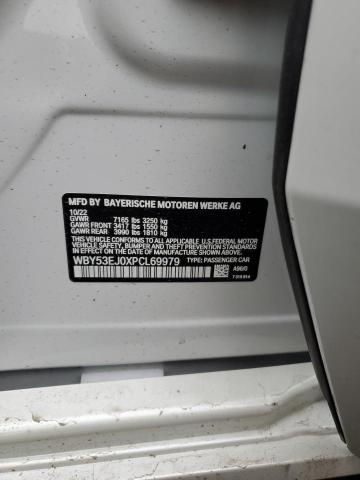 MFD BY BAYERISCHE MOTOREN WERKE AG
10/22
GVWR 7165 lbs 3250 kg
GAWR FRONT 3417 lbs 1550 kg
GAWR REAR 3990 lbs 1810 kg
THIS VEHICLE CONFORMS TO ALL APPLICABLE U.S. FEDERAL MOTOR VEHICLE SAFETY, BUMPER AND THEFT PREVENTION STANDARDS IN EFFECT ON THE DATE OF MANUFACTURE SHOWN ABOVE.
WBY53EJ0XPCL69979
TYPE: PASSENGER CAR
A96/0